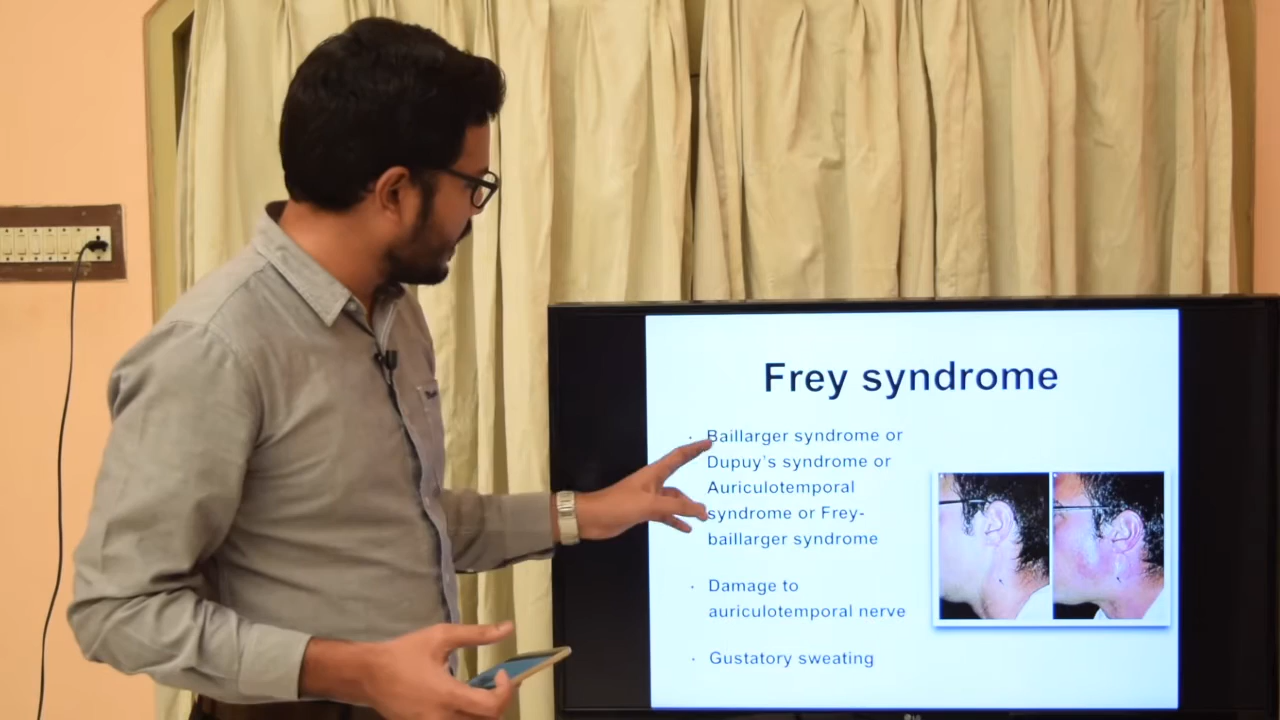 Frey syndrome
· Baillarger syndrome or
Dupuy's syndrome or
Auriculotemporal
syndrome or Frey-
baillarger syndrome
· Damage to
auriculotemporal nerve
· Gustatory sweating
LG